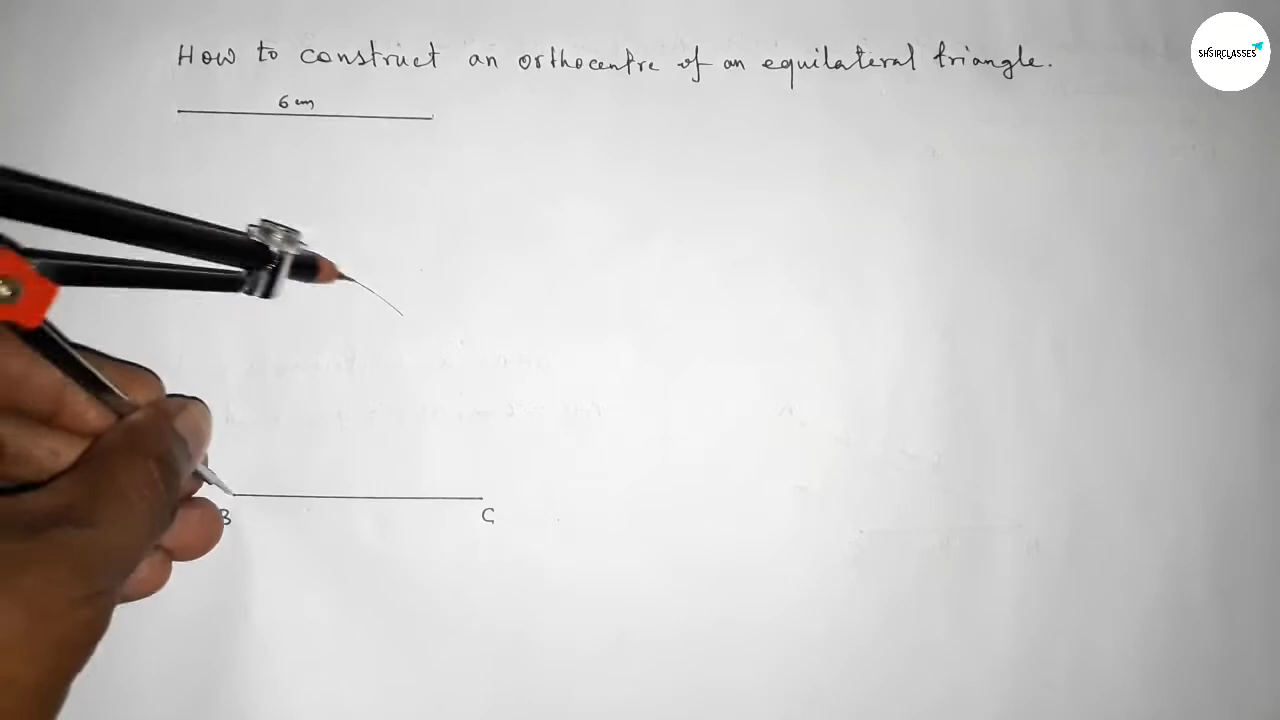 How to construct an orthocentre of an equilateral triangle.
SHSIRCLASSES
6 cm
B C